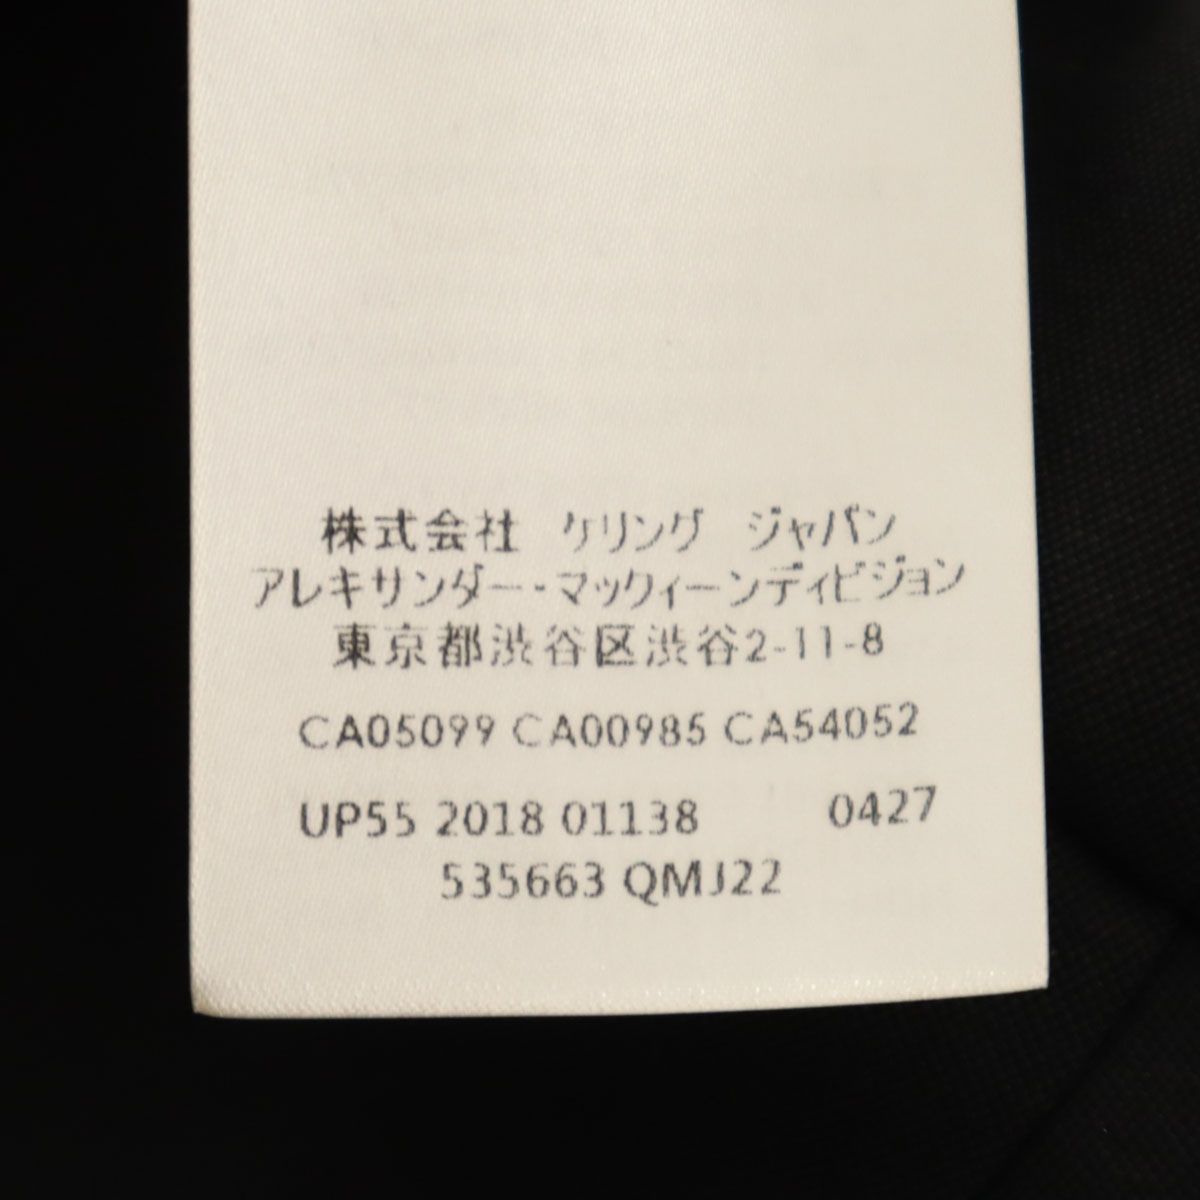 株式会社 ケリング ジャパン
アレキサンダー・マックィーンディビジョン
東京都渋谷区渋谷2-11-8
CA05099 CA00985 CA54052
UP55 2018 01138 0427
535663 QMJ22